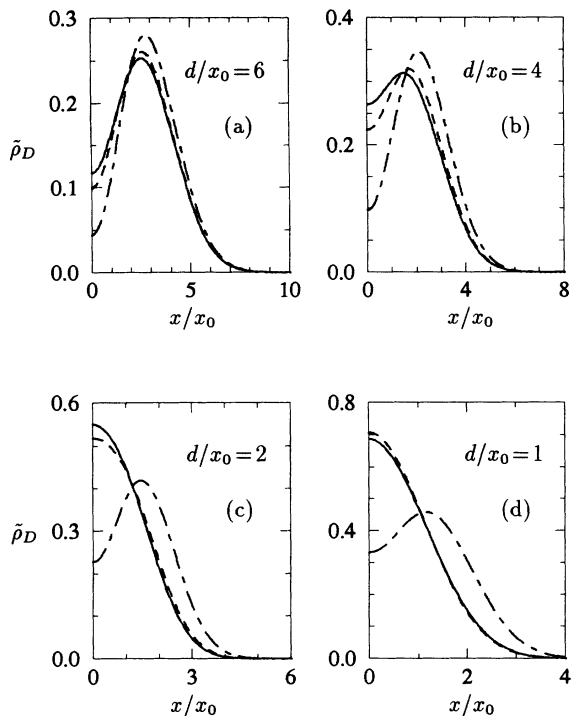 0.3
0.2
0.1
0.0
ρ̃_D
d/x₀=6
(a)
0 5 10
x/x₀
0.4
0.2
0.0
d/x₀=4
(b)
0 4 8
x/x₀
0.6
0.3
0.0
ρ̃_D
d/x₀=2
(c)
0 3 6
x/x₀
0.8
0.4
0.0
d/x₀=1
(d)
0 2 4
x/x₀